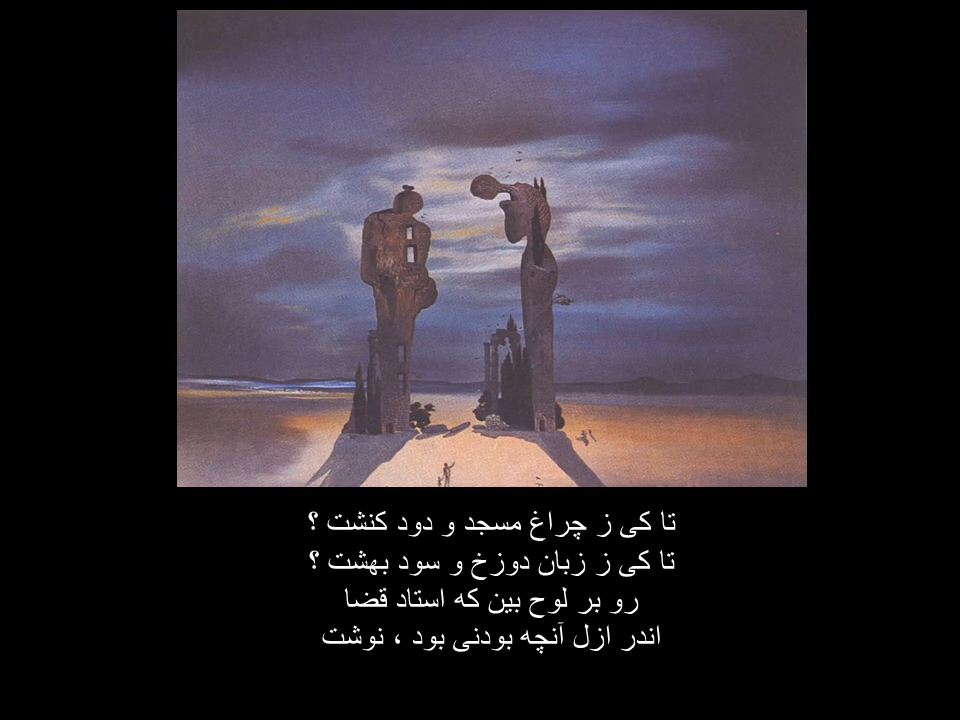 تا کی ز چراغ مسجد و دود کنشت ؟
تا کی ز زبان دوزخ و سود بهشت ؟
رو بر لوح بین که استاد قضا
اندر ازل آنچه بودنی بود ، نوشت